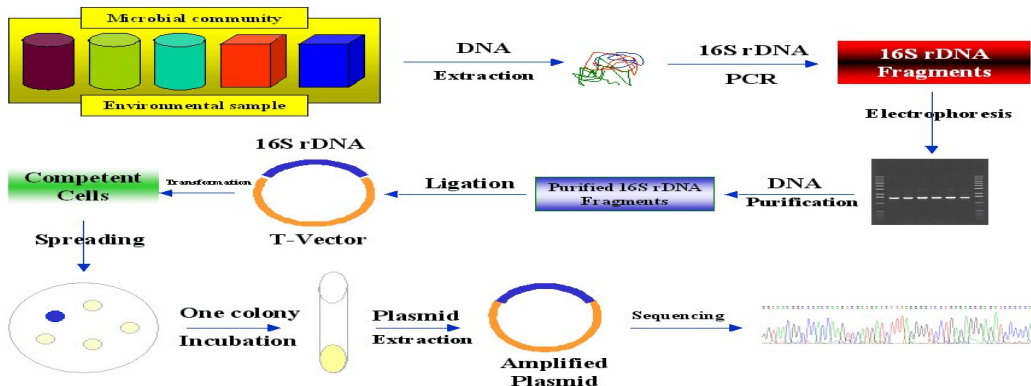 Microbial community
Environmental sample
DNA
Extraction
16S rDNA
PCR
16S rDNA
Fragments
Electrophoresis
DNA
Purification
Purified 16S rDNA
Fragments
Ligation
16S rDNA
T-Vector
Transformation
Competent
Cells
Spreading
One colony
Incubation
Plasmid
Extraction
Amplified
Plasmid
Sequencing